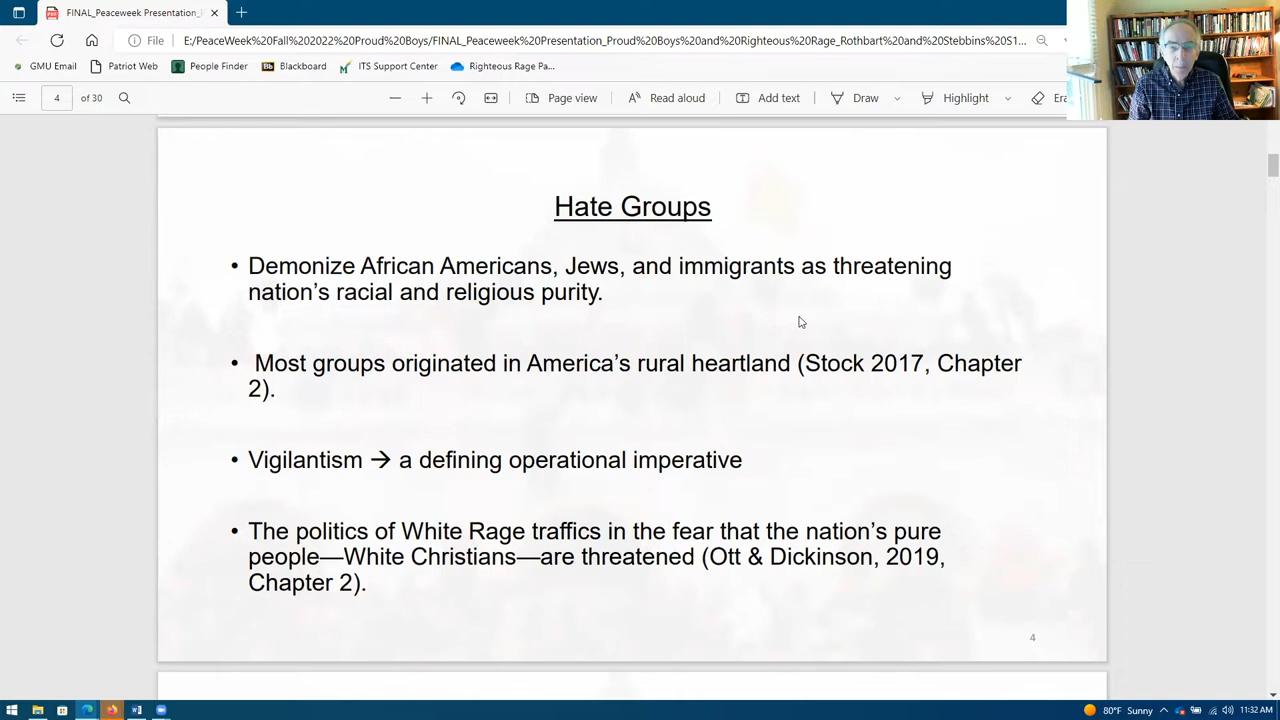 FINAL_Peaceweek Presentation_
File
E:/PeaceWeek%20Fall%202022%20Proud%20Boys/FINAL_Peaceweek%20Presentation_Proud%20Boys%20and%20Righteous%20Rage_Rothbart%20and%20Stebbins%20S1...
GMU Email
Patriot Web
People Finder
Bb Blackboard
ITS Support Center
Righteous Rage Pa...
4 of 30
Page view
Read aloud
Add text
Draw
Highlight
Era
Hate Groups
• Demonize African Americans, Jews, and immigrants as threatening
nation's racial and religious purity.
• Most groups originated in America's rural heartland (Stock 2017, Chapter
2).
• Vigilantism → a defining operational imperative
• The politics of White Rage traffics in the fear that the nation's pure
people—White Christians—are threatened (Ott & Dickinson, 2019,
Chapter 2).
4
80°F Sunny
11:32 AM